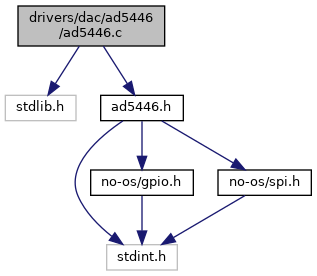 drivers/dac/ad5446
/ad5446.c
stdlib.h
ad5446.h
no-os/gpio.h
no-os/spi.h
stdint.h